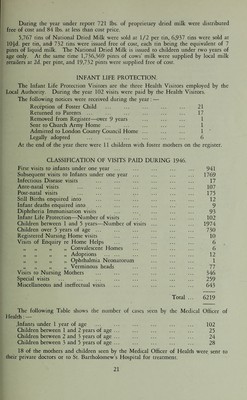 During the year under report 721 lbs. of proprietary dried milk were distributed
free of cost and 84 lbs. at less than cost price.
5,767 tins of National Dried Milk were sold at 1/2 per tin, 6,957 tins were sold at
10½d. per tin, and 732 tins were issued free of cost, each tin being the equivalent of 7
pints of liquid milk. The National Dried Milk is issued to children under two years of
age only. At the same time 1,736,369 pints of cows' milk were supplied by local milk
retailers at 2d. per pint, and 19,752 pints were supplied free of cost.
INFANT LIFE PROTECTION.
The Infant Life Protection Visitors are the three Health Visitors employed by the
Local Authority. During the year 102 visits were paid by the Health Visitors.
The following notices were received during the year:—
Reception of Foster Child ... 21
Returned to Parents ... 17
Removed from Register—over 9 years ... 1
Sent to Church Army Home ... 1
Admitted to London County Council Home ... 1
Legally adopted ... 6
At the end of the year there were 11 children with foster mothers on the register.
CLASSIFICATION OF VISITS PAID DURING 1946.
First visits to infants under one year ... 941
Subsequent visits to Infants under one year ... 1769
Infectious Disease visits ... 17
Ante-natal visits ... 107
Post-natal visits ... 175
Still Births enquired into ... 12
Infant deaths enquired into ... 9
Diphtheria Immunisation visits ... 93
Infant Life Protection—Number of visits ... 102
Children between 1 and 5 years—Number of visits ... 1973
Children over 5 years of age ... 750
Registered Nursing Home visits ... 10
Visits of Enquiry re Home Helps ... 6
„ „ „ „ Convalescent Homes ... 6
„ „ „ „ Adoptions ... 12
„ „ „ „ Ophthalmia Neonatorum ... 1
„ „ „ „ Verminous heads ... 77
Visits to Nursing Mothers ... 546
Special visits ... 259
Miscellaneous and ineffectual visits ... 643
Total ... 6219
The following Table shows the number of cases seen by the Medical Officer of
Health:—
Infants under 1 year of age ... 102
Children between 1 and 2 years of age ... 25
Children between 2 and 3 years of age ... 24
Children between 3 and 5 years of age ... 28
18 of the mothers and children seen by the Medical Officer of Health were sent to
their private doctors or to St. Bartholomew's Hospital for treatment.
21